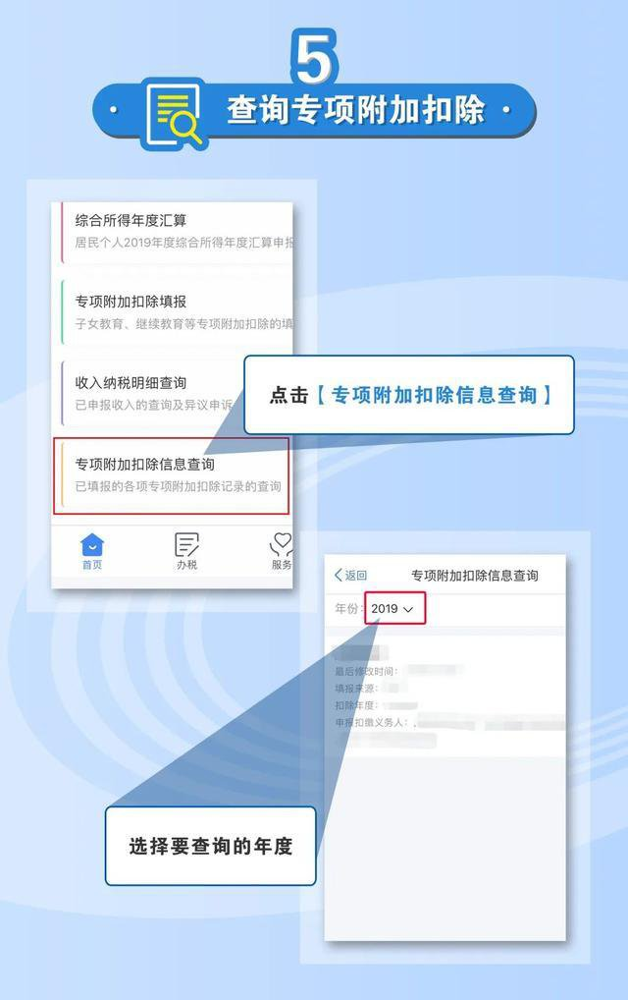 5
查询专项附加扣除
综合所得年度汇算
居民个人2019年度综合所得年度汇算申报
专项附加扣除填报
子女教育、继续教育等专项附加扣除的填
收入纳税明细查询
已申报收入的查询及异议申诉
点击【专项附加扣除信息查询】
专项附加扣除信息查询
已填报的各项专项附加扣除记录的查询
首页
办税
服务
返回
专项附加扣除信息查询
年份：2019
最后修改时间：
填报来源：
扣除年度：
申报扣缴义务人：
选择要查询的年度